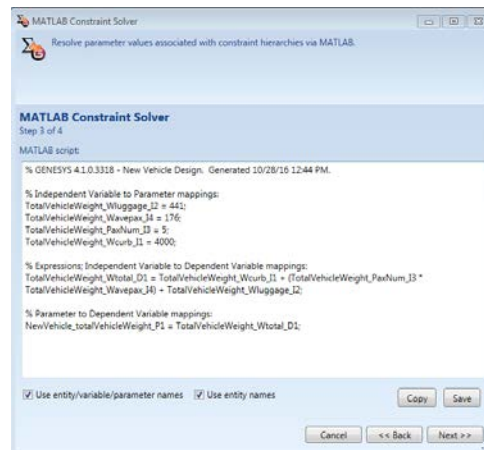 MATLAB Constraint Solver
Resolve parameter values associated with constraint hierarchies via MATLAB.
MATLAB Constraint Solver
Step 3 of 4
MATLAB script:
% GENESYS 4.1.0.3318 - New Vehicle Design.  Generated 10/28/16 12:44 PM.
% Independent Variable to Parameter mappings:
TotalVehicleWeight_Wluggage_I2 = 441;
TotalVehicleWeight_Wavepax_I4 = 176;
TotalVehicleWeight_PaxNum_I3 = 5;
TotalVehicleWeight_Wcurb_I1 = 4000;
% Expressions; Independent Variable to Dependent Variable mappings:
TotalVehicleWeight_Wtotal_D1 = TotalVehicleWeight_Wcurb_I1 + (TotalVehicleWeight_PaxNum_I3 *
TotalVehicleWeight_Wavepax_I4) + TotalVehicleWeight_Wluggage_I2;
% Parameter to Dependent Variable mappings:
NewVehicle_totalVehicleWeight_P1 = TotalVehicleWeight_Wtotal_D1;
Use entity/variable/parameter names Use entity names
Copy Save
Cancel << Back Next >>